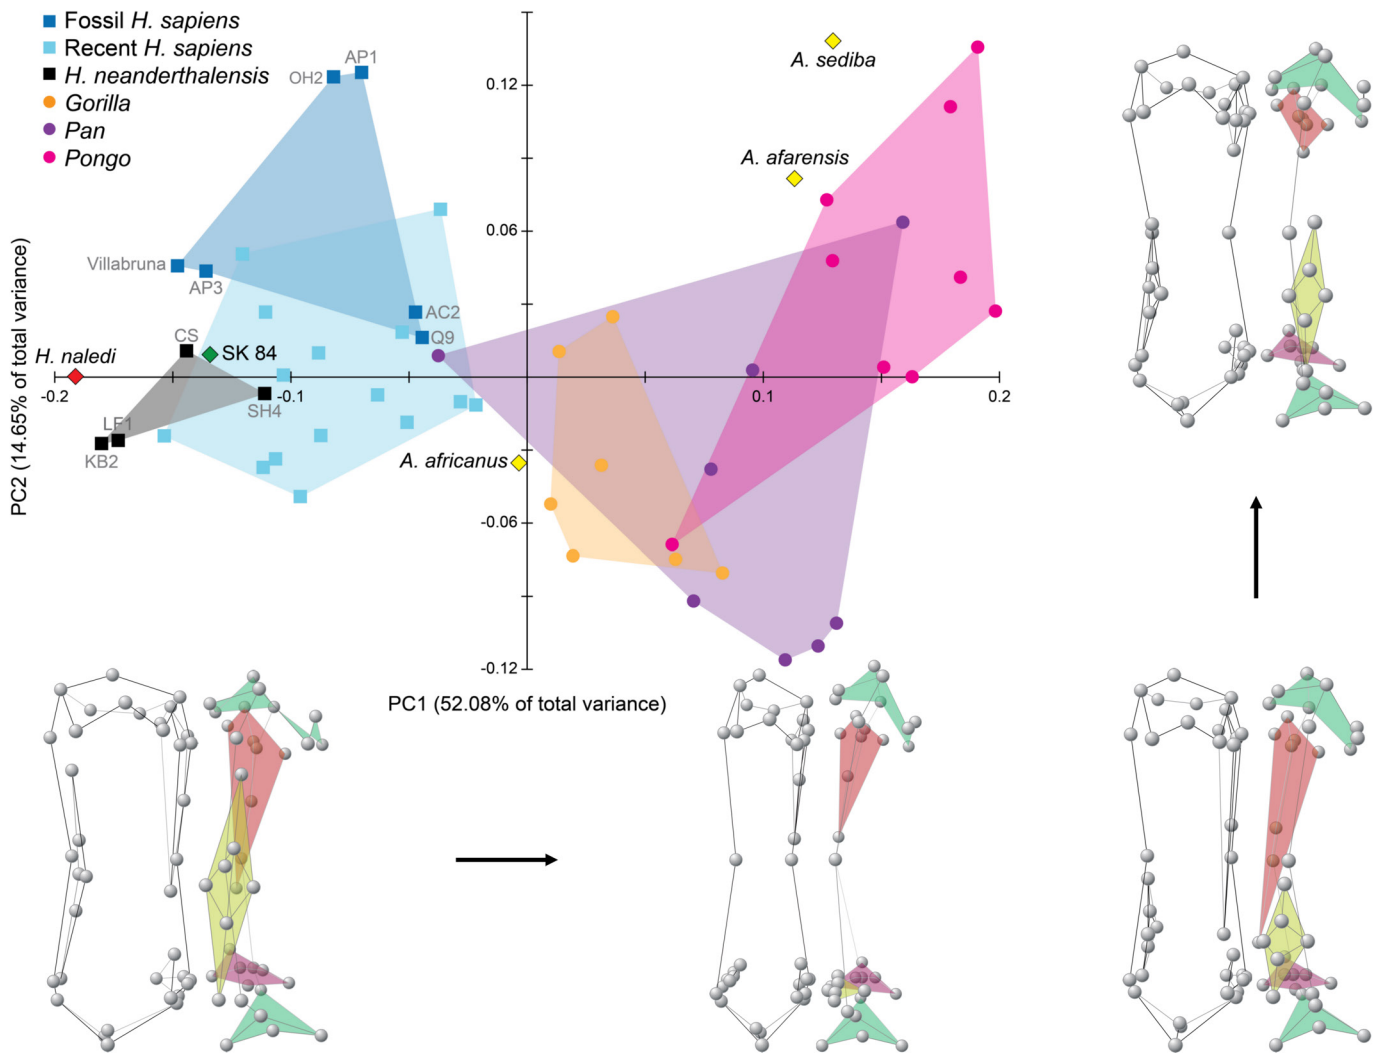 Fossil H. sapiens
Recent H. sapiens
H. neanderthalensis
Gorilla
Pan
Pongo
0.12
0.06
-0.06
-0.12
-0.2
-0.1
0.1
0.2
PC2 (14.65% of total variance)
PC1 (52.08% of total variance)
OH2
AP1
Villabruna
AP3
AC2
Q9
CS
SK 84
H. naledi
LF1
KB2
SH4
A. africanus
A. afarensis
A. sediba